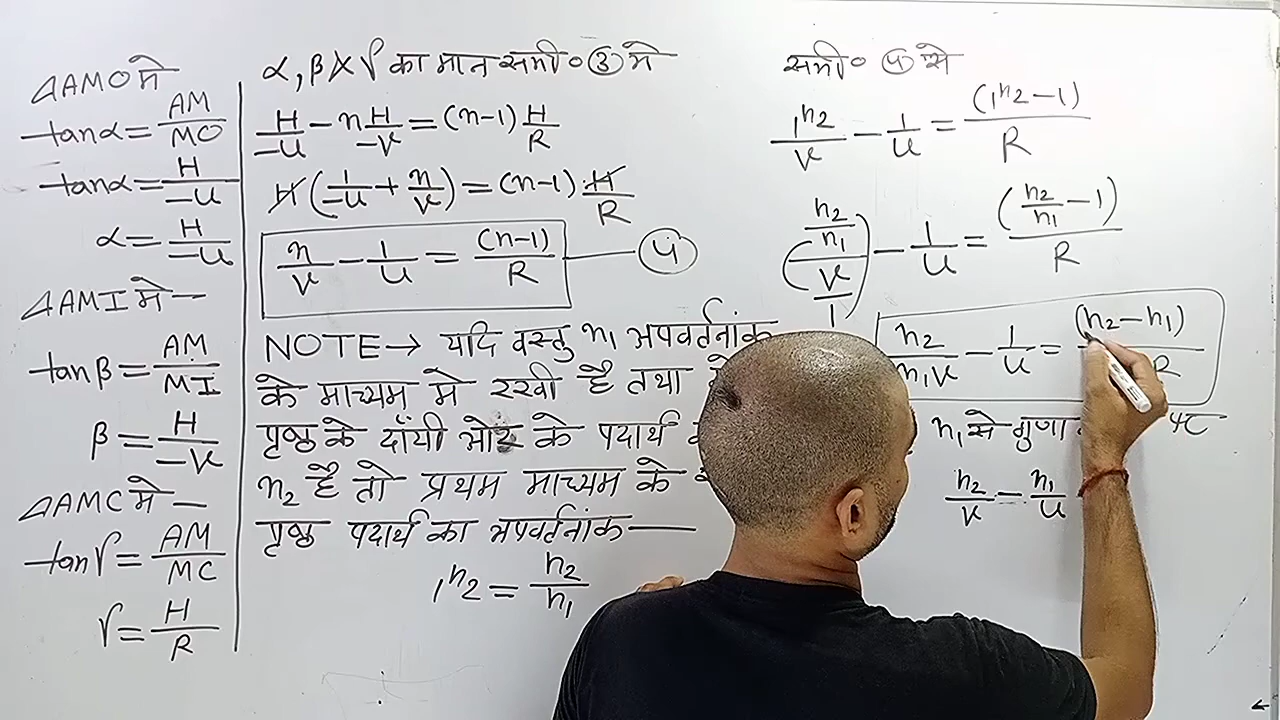 △AMO मे
tanα = AM/MO
tanα = H/-u
α = H/-u
△AMI मे —
tanβ = AM/MI
β = H/-v
△AMC मे —
tanγ = AM/MC
γ = H/R
α, β × γ का मान समी० ③ मे
H/-u - n H/-v = (n-1) H/R
H(1/-u + n/v) = (n-1) · H/R
n/v - 1/u = (n-1)/R — ④
NOTE → यदि वस्तु n₁ अपवर्तनांक
के माध्यम मे रखी है तथा
पृष्ठ के दाँयी ओर के पदार्थ
n₂ है तो प्रथम माध्यम के
पृष्ठ पदार्थ का अपवर्तनांक —
₁n₂ = n₂/n₁
समी० ④ से
₁n₂/v - 1/u = (₁n₂-1)/R
(n₂/n₁)/(v/1) - 1/u = (n₂/n₁ - 1)/R
n₂/n₁v - 1/u = (n₂-n₁)/ R
n₁ से गुणा
n₂/v = n₁/u